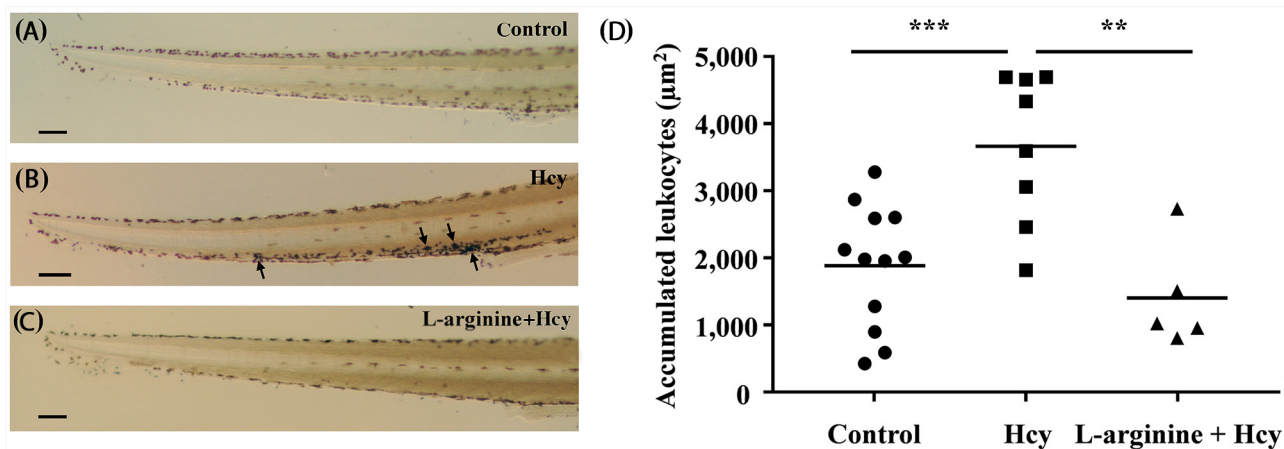 (A)
Control
(B)
Hcy
(C)
L-arginine+Hcy
(D)
*** **
Accumulated leukocytes (μm²)
5,000
4,000
3,000
2,000
1,000
0
Control Hcy L-arginine + Hcy